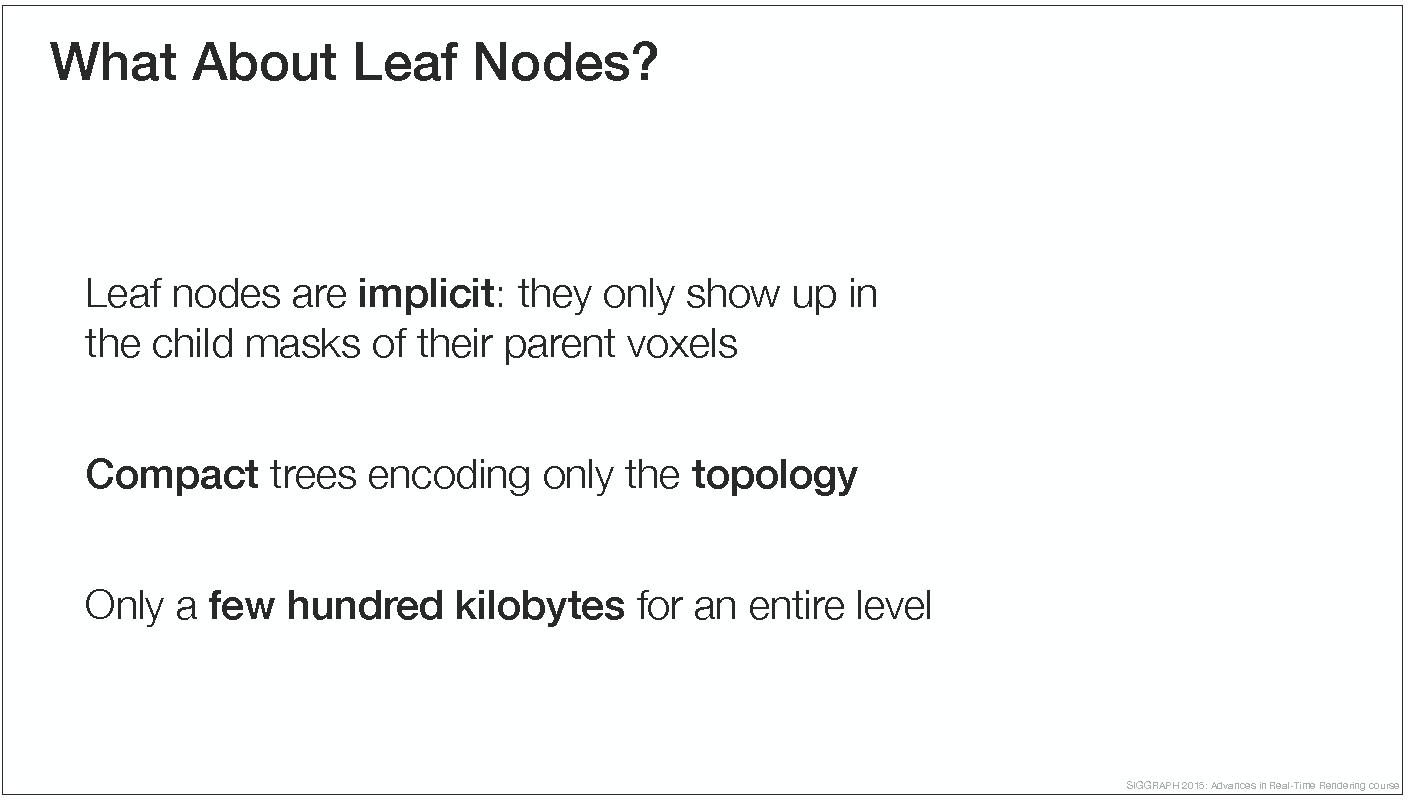 What About Leaf Nodes?
Leaf nodes are implicit: they only show up in
the child masks of their parent voxels
Compact trees encoding only the topology
Only a few hundred kilobytes for an entire level
SIGGRAPH 2015: Advances in Real-Time Rendering course